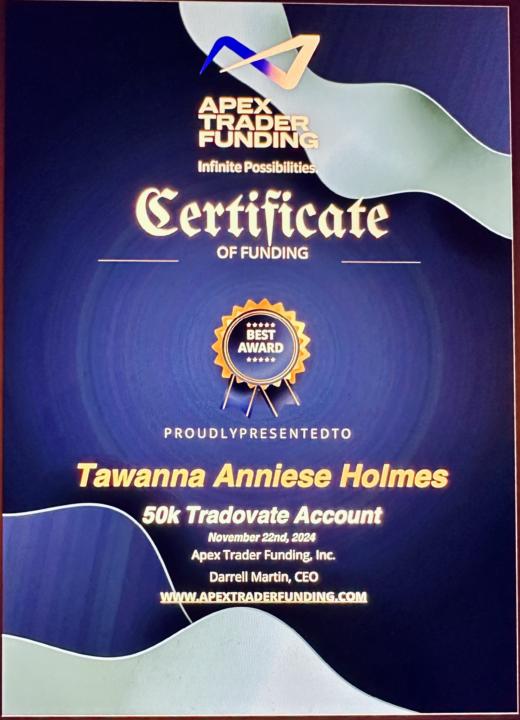 APEX
TRADER
FUNDING
Infinite Possibilities.
Certificate
OF FUNDING
★★★★★
BEST
AWARD
★★★★★
PROUDLYPRESENTEDTO
Tawanna Anniese Holmes
50k Tradovate Account
November 22nd, 2024
Apex Trader Funding, Inc.
Darrell Martin, CEO
WWW.APEXTRADERFUNDING.COM